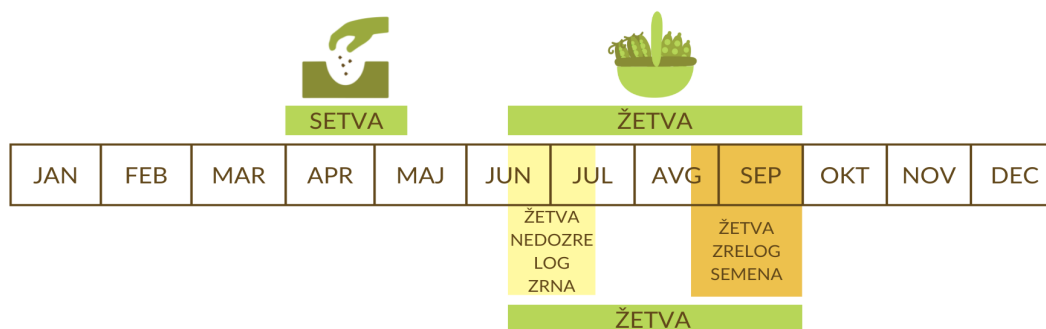 SETVA
ŽETVA
JAN FEB MAR APR MAJ JUN JUL AVG SEP OKT NOV DEC
ŽETVA
NEDOZRE
LOG
ZRNA
ŽETVA
ZRELOG
SEMENA
ŽETVA